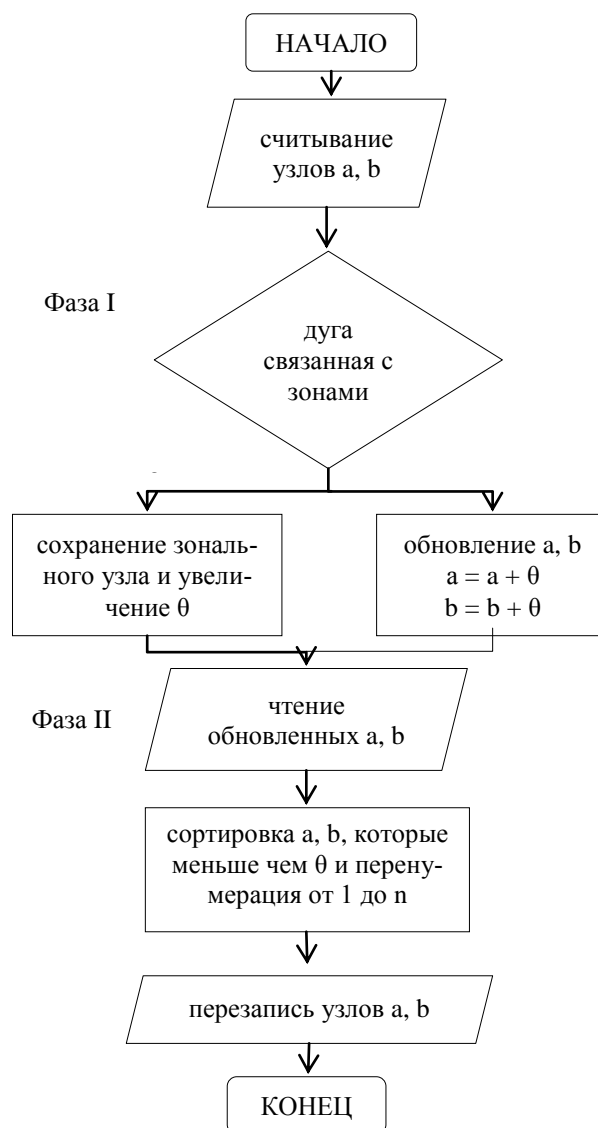 НАЧАЛО
считывание
узлов a, b
Фаза I
дуга
связанная с
зонами
сохранение зональ-
ного узла и увели-
чение θ
обновление a, b
a = a + θ
b = b + θ
Фаза II
чтение
обновленных a, b
сортировка a, b, которые
меньше чем θ и перену-
мерация от 1 до n
перезапись узлов a, b
КОНЕЦ